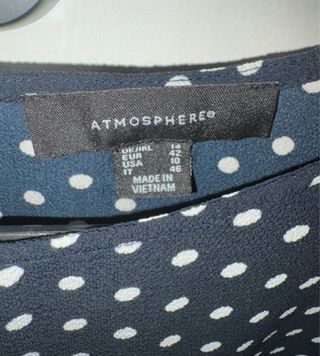 ATMOSPHERE®
UK/IRL 14
EUR 42
USA 10
IT 46
MADE IN
VIETNAM